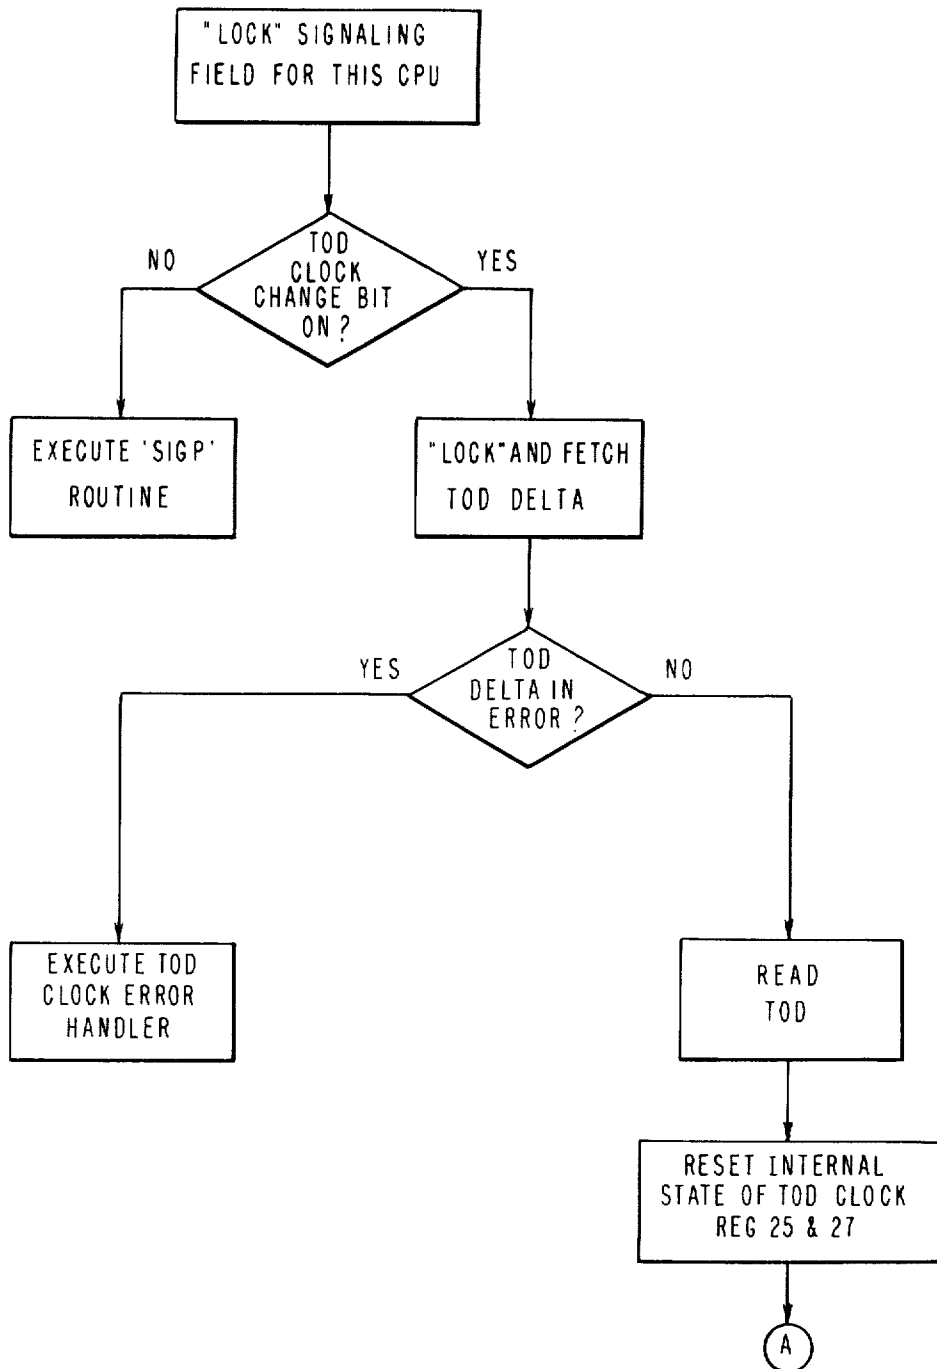 "LOCK" SIGNALING
FIELD FOR THIS CPU
TOD
CLOCK
CHANGE BIT
ON?
NO
YES
EXECUTE 'SIGP'
ROUTINE
"LOCK" AND FETCH
TOD DELTA
TOD
DELTA IN
ERROR?
YES
NO
EXECUTE TOD
CLOCK ERROR
HANDLER
READ
TOD
RESET INTERNAL
STATE OF TOD CLOCK
REG 25 & 27
A